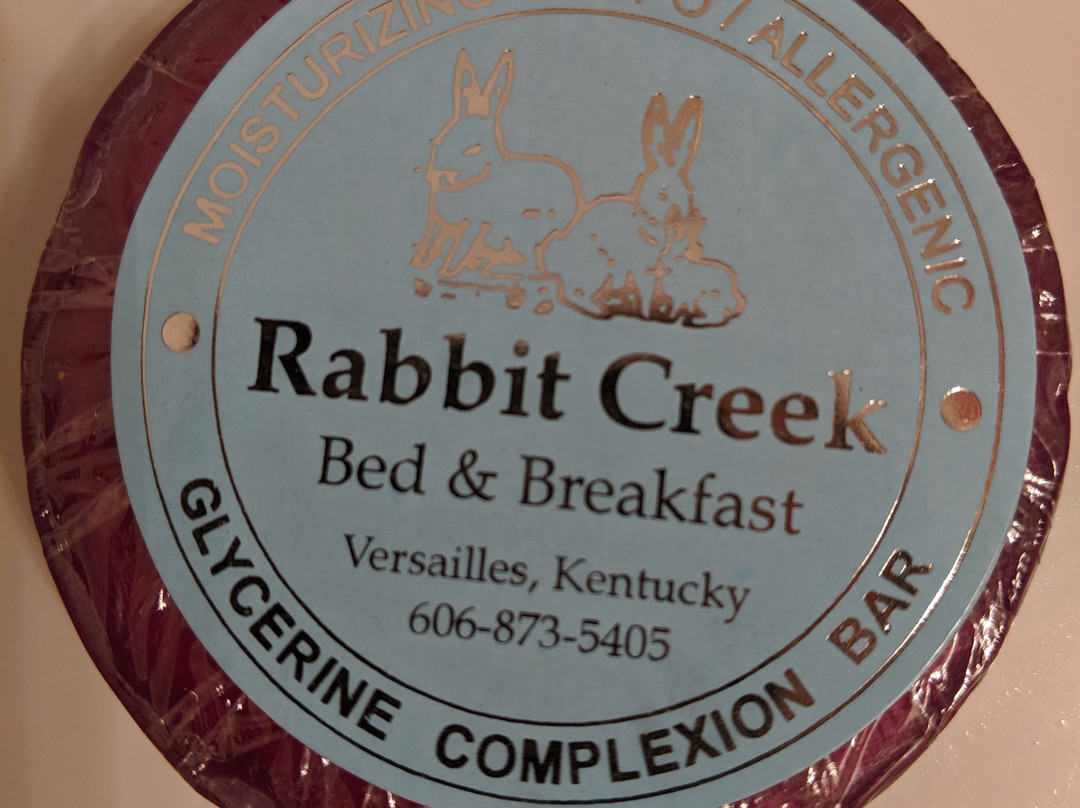 MOISTURIZING ALLERGENIC
Rabbit Creek
Bed & Breakfast
Versailles, Kentucky
606-873-5405
GLYCERINE COMPLEXION BAR